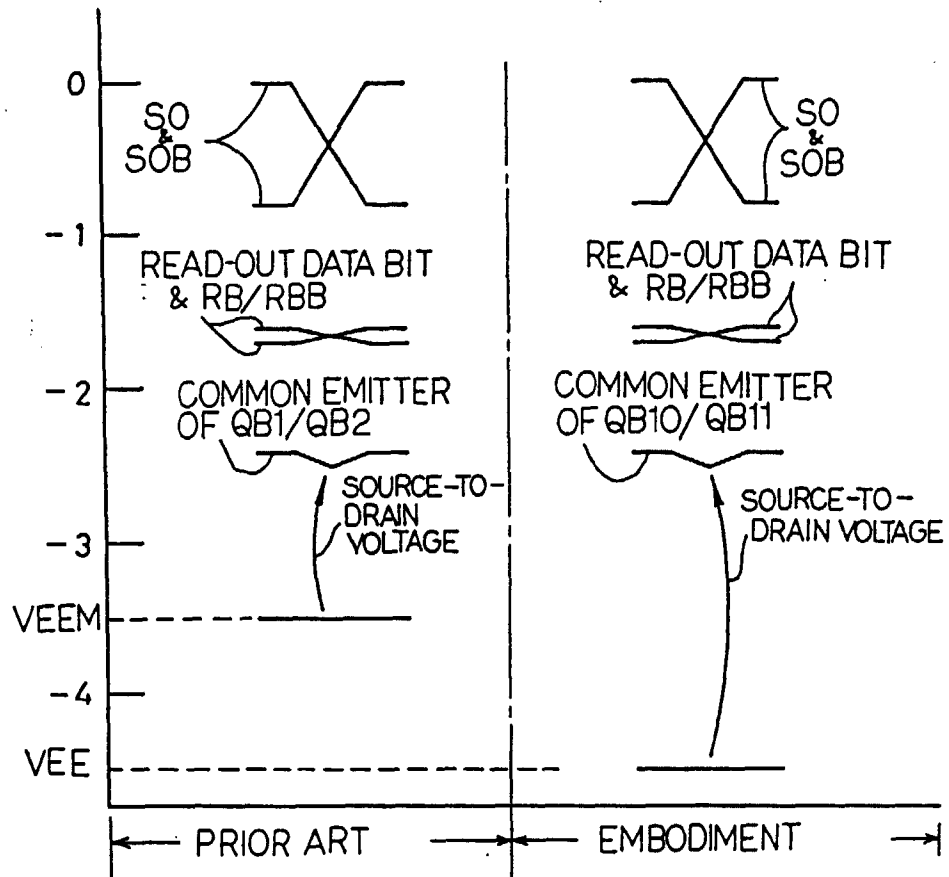 0
SO
&
SOB
SO
&
SOB
-1
READ-OUT DATA BIT
& RB/RBB
READ-OUT DATA BIT
& RB/RBB
-2
COMMON EMITTER
OF QB1/QB2
COMMON EMITTER
OF QB10/QB11
SOURCE-TO-
DRAIN
VOLTAGE
SOURCE-TO-
DRAIN VOLTAGE
-3
VEEM
-4
VEE
PRIOR ART
EMBODIMENT